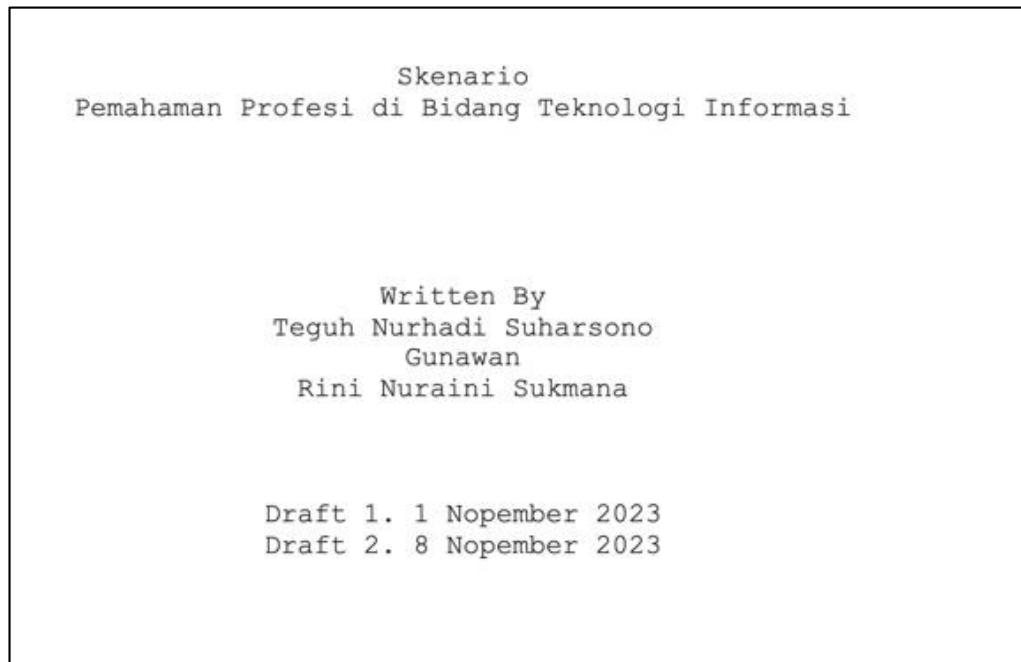 Skenario
Pemahaman Profesi di Bidang Teknologi Informasi
Written By
Teguh Nurhadi Suharsono
Gunawan
Rini Nuraini Sukmana
Draft 1. 1 Nopember 2023
Draft 2. 8 Nopember 2023